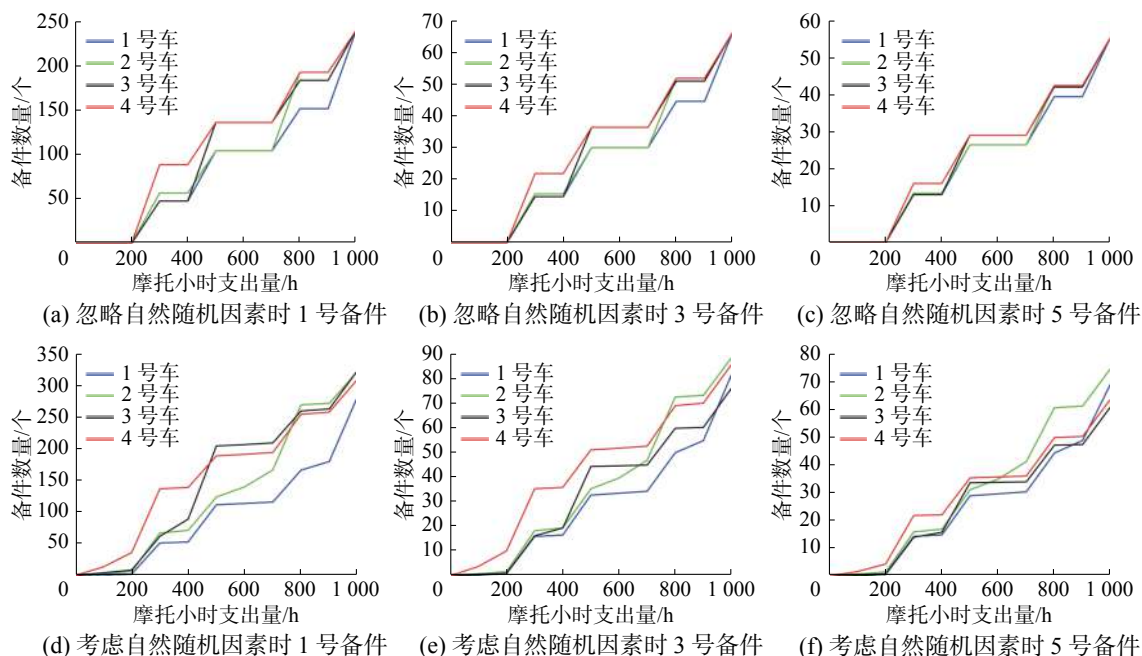 250
200
150
100
50
0
200
400
600
800
1 000
备件数量/个
摩托小时支出量/h
1 号车
2 号车
3 号车
4 号车
(a) 忽略自然随机因素时 1 号备件
70
60
50
40
30
20
10
0
200
400
600
800
1 000
备件数量/个
摩托小时支出量/h
1 号车
2 号车
3 号车
4 号车
(b) 忽略自然随机因素时 3 号备件
60
50
40
30
20
10
0
200
400
600
800
1 000
备件数量/个
摩托小时支出量/h
1 号车
2 号车
3 号车
4 号车
(c) 忽略自然随机因素时 5 号备件
350
300
250
200
150
100
50
0
200
400
600
800
1 000
备件数量/个
摩托小时支出量/h
1 号车
2 号车
3 号车
4 号车
(d) 考虑自然随机因素时 1 号备件
90
80
70
60
50
40
30
20
10
0
200
400
600
800
1 000
备件数量/个
摩托小时支出量/h
1 号车
2 号车
3 号车
4 号车
(e) 考虑自然随机因素时 3 号备件
80
70
60
50
40
30
20
10
0
200
400
600
800
1 000
备件数量/个
摩托小时支出量/h
1 号车
2 号车
3 号车
4 号车
(f) 考虑自然随机因素时 5 号备件